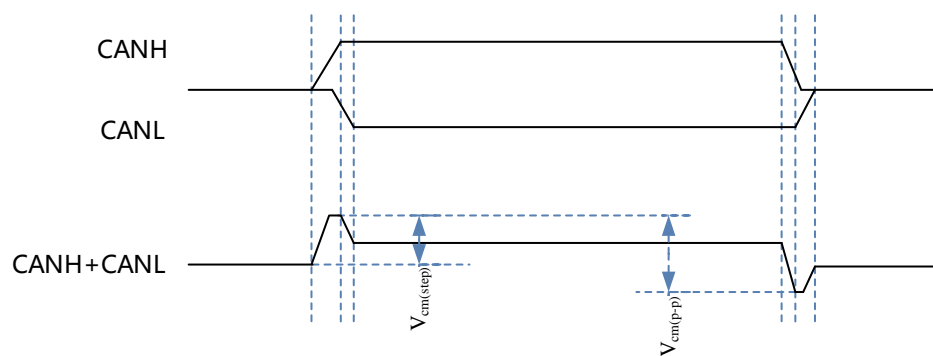 CANH
CANL
CANH+CANL
Vcm(step)
Vcm(p-p)